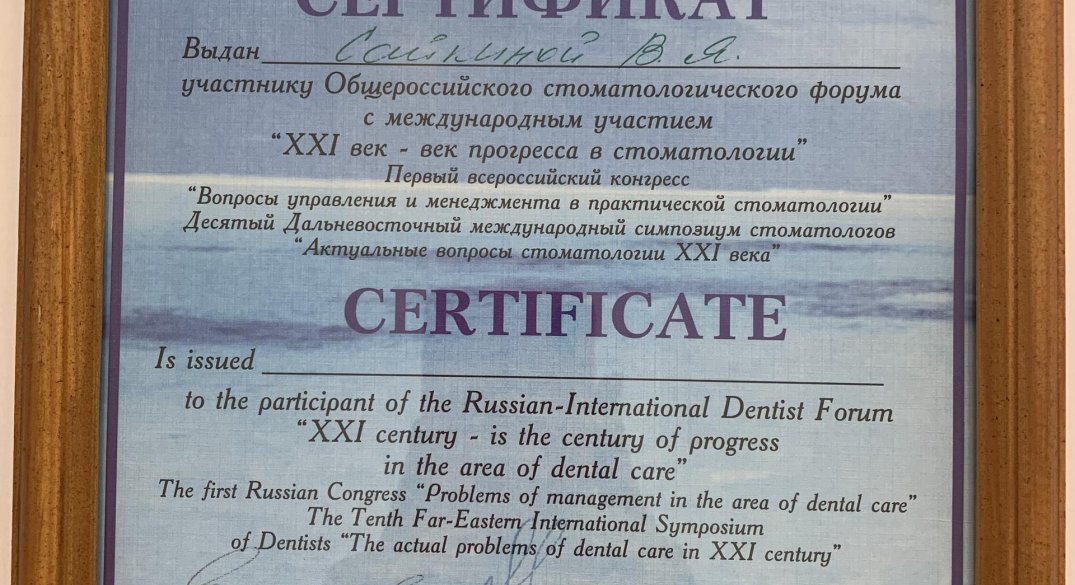 СЕРТИФИКАТ
Выдан Сайкиной В. Я.
участнику Общероссийского стоматологического форума
с международным участием
“XXI век - век прогресса в стоматологии”
Первый всероссийский конгресс
“Вопросы управления и менеджмента в практической стоматологии”
Десятый Дальневосточный международный симпозиум стоматологов
“Актуальные вопросы стоматологии XXI века”
CERTIFICATE
Is issued
to the participant of the Russian-International Dentist Forum
“XXI century - is the century of progress
in the area of dental care”
The first Russian Congress “Problems of management in the area of dental care”
The Tenth Far-Eastern International Symposium
of Dentists “The actual problems of dental care in XXI century”